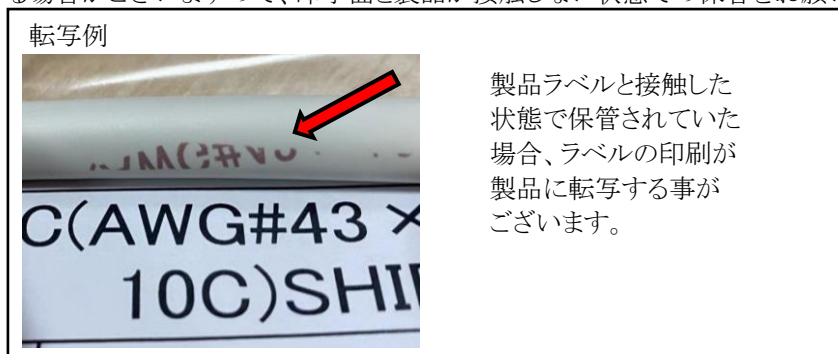 る場合がございますので、印字面と製品が接触しない状態での保管をお願い
転写例
製品ラベルと接触した
状態で保管されていた
場合、ラベルの印刷が
製品に転写する事が
ございます。
C(AWG#43 ×
10C)SHI